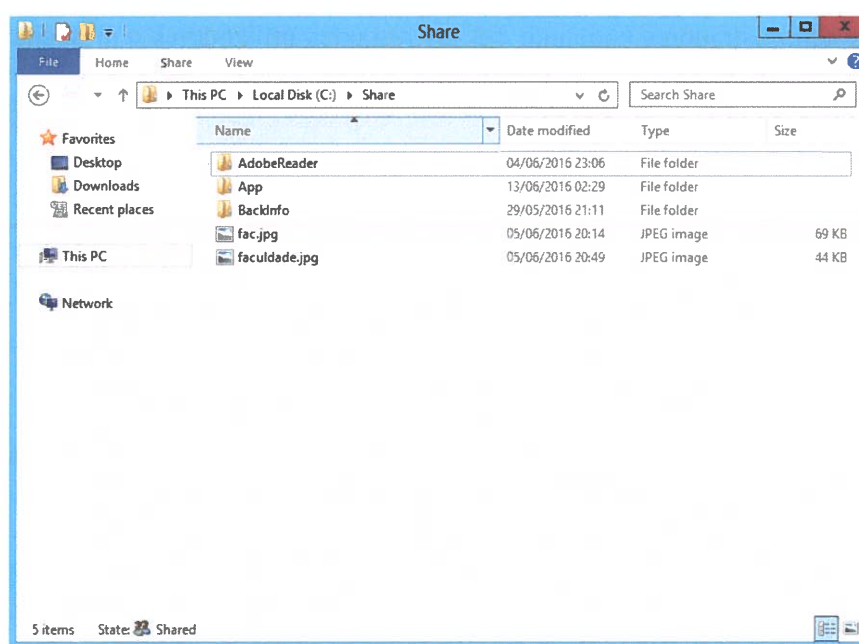 Share
File Home Share View
This PC Local Disk (C:) Share Search Share
Name Date modified Type Size
Favorites
Desktop
Downloads
Recent places
This PC
Network
AdobeReader 04/06/2016 23:06 File folder
App 13/06/2016 02:29 File folder
BackInfo 29/05/2016 21:11 File folder
fac.jpg 05/06/2016 20:14 JPEG image 69 KB
faculdade.jpg 05/06/2016 20:49 JPEG image 44 KB
5 items State: Shared